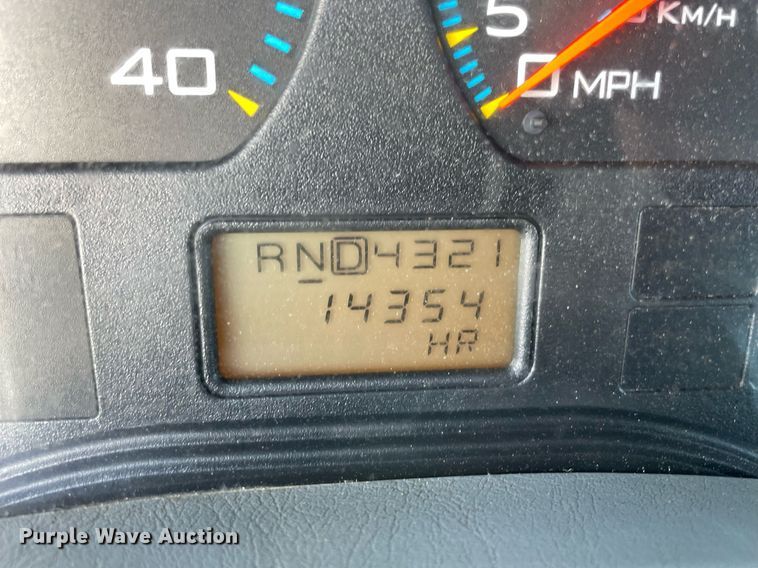 5 KM/H
40
0 MPH
RND4321
14354
HR
Purple Wave Auction